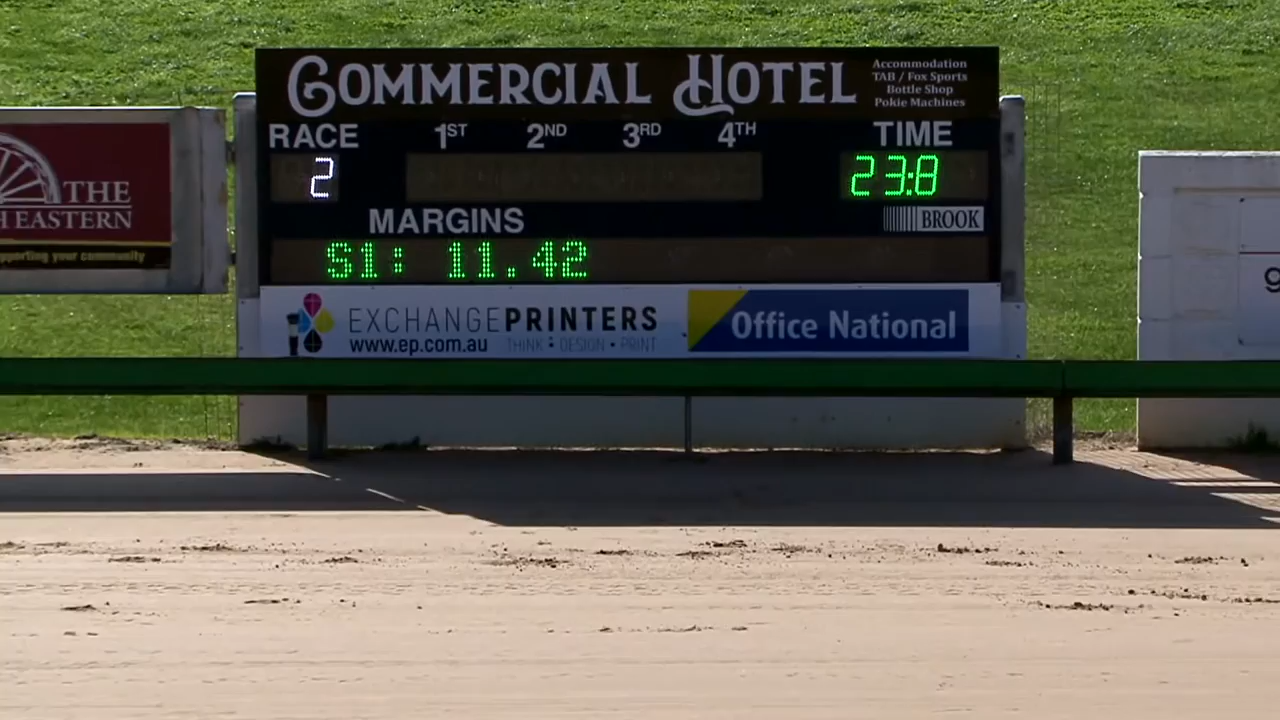 COMMERCIAL HOTEL
Accommodation
TAB / Fox Sports
Bottle Shop
Pokie Machines
RACE 1ST 2ND 3RD 4TH TIME
2 23:8
MARGINS
BROOK
S1: 11.42
THE
EASTERN
your community
EXCHANGEPRINTERS
www.ep.com.au THINK • DESIGN • PRINT
Office National
g